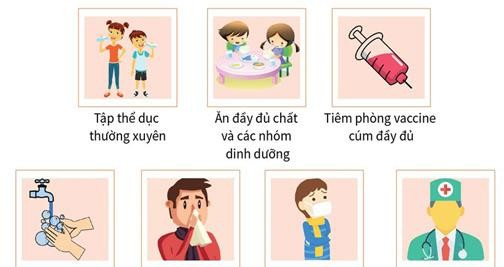 Tập thể dục
thường xuyên
Ăn đầy đủ chất
và các nhóm
dinh dưỡng
Tiêm phòng vaccine
cúm đầy đủ